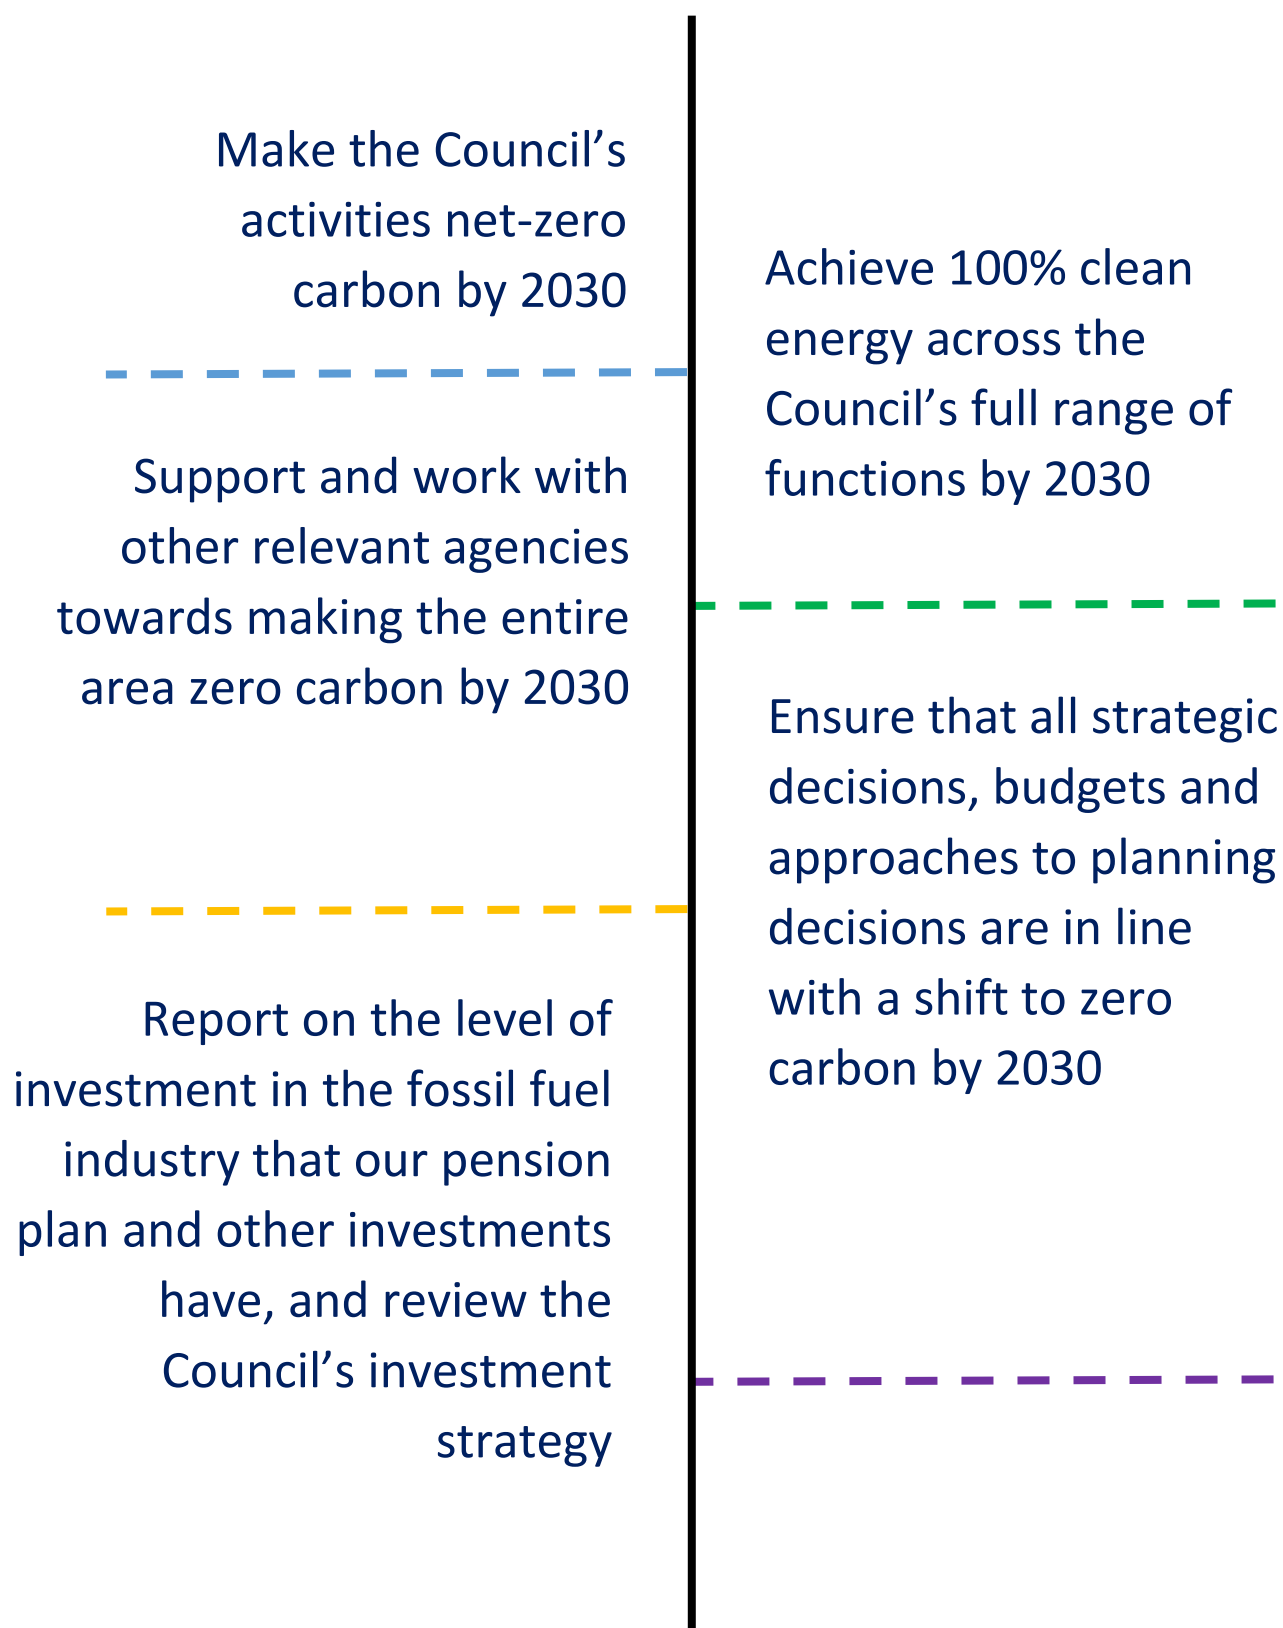 Make the Council’s
activities net-zero
carbon by 2030
Achieve 100% clean
energy across the
Council’s full range of
functions by 2030
Support and work with
other relevant agencies
towards making the entire
area zero carbon by 2030
Ensure that all strategic
decisions, budgets and
approaches to planning
decisions are in line
with a shift to zero
carbon by 2030
Report on the level of
investment in the fossil fuel
industry that our pension
plan and other investments
have, and review the
Council’s investment
strategy